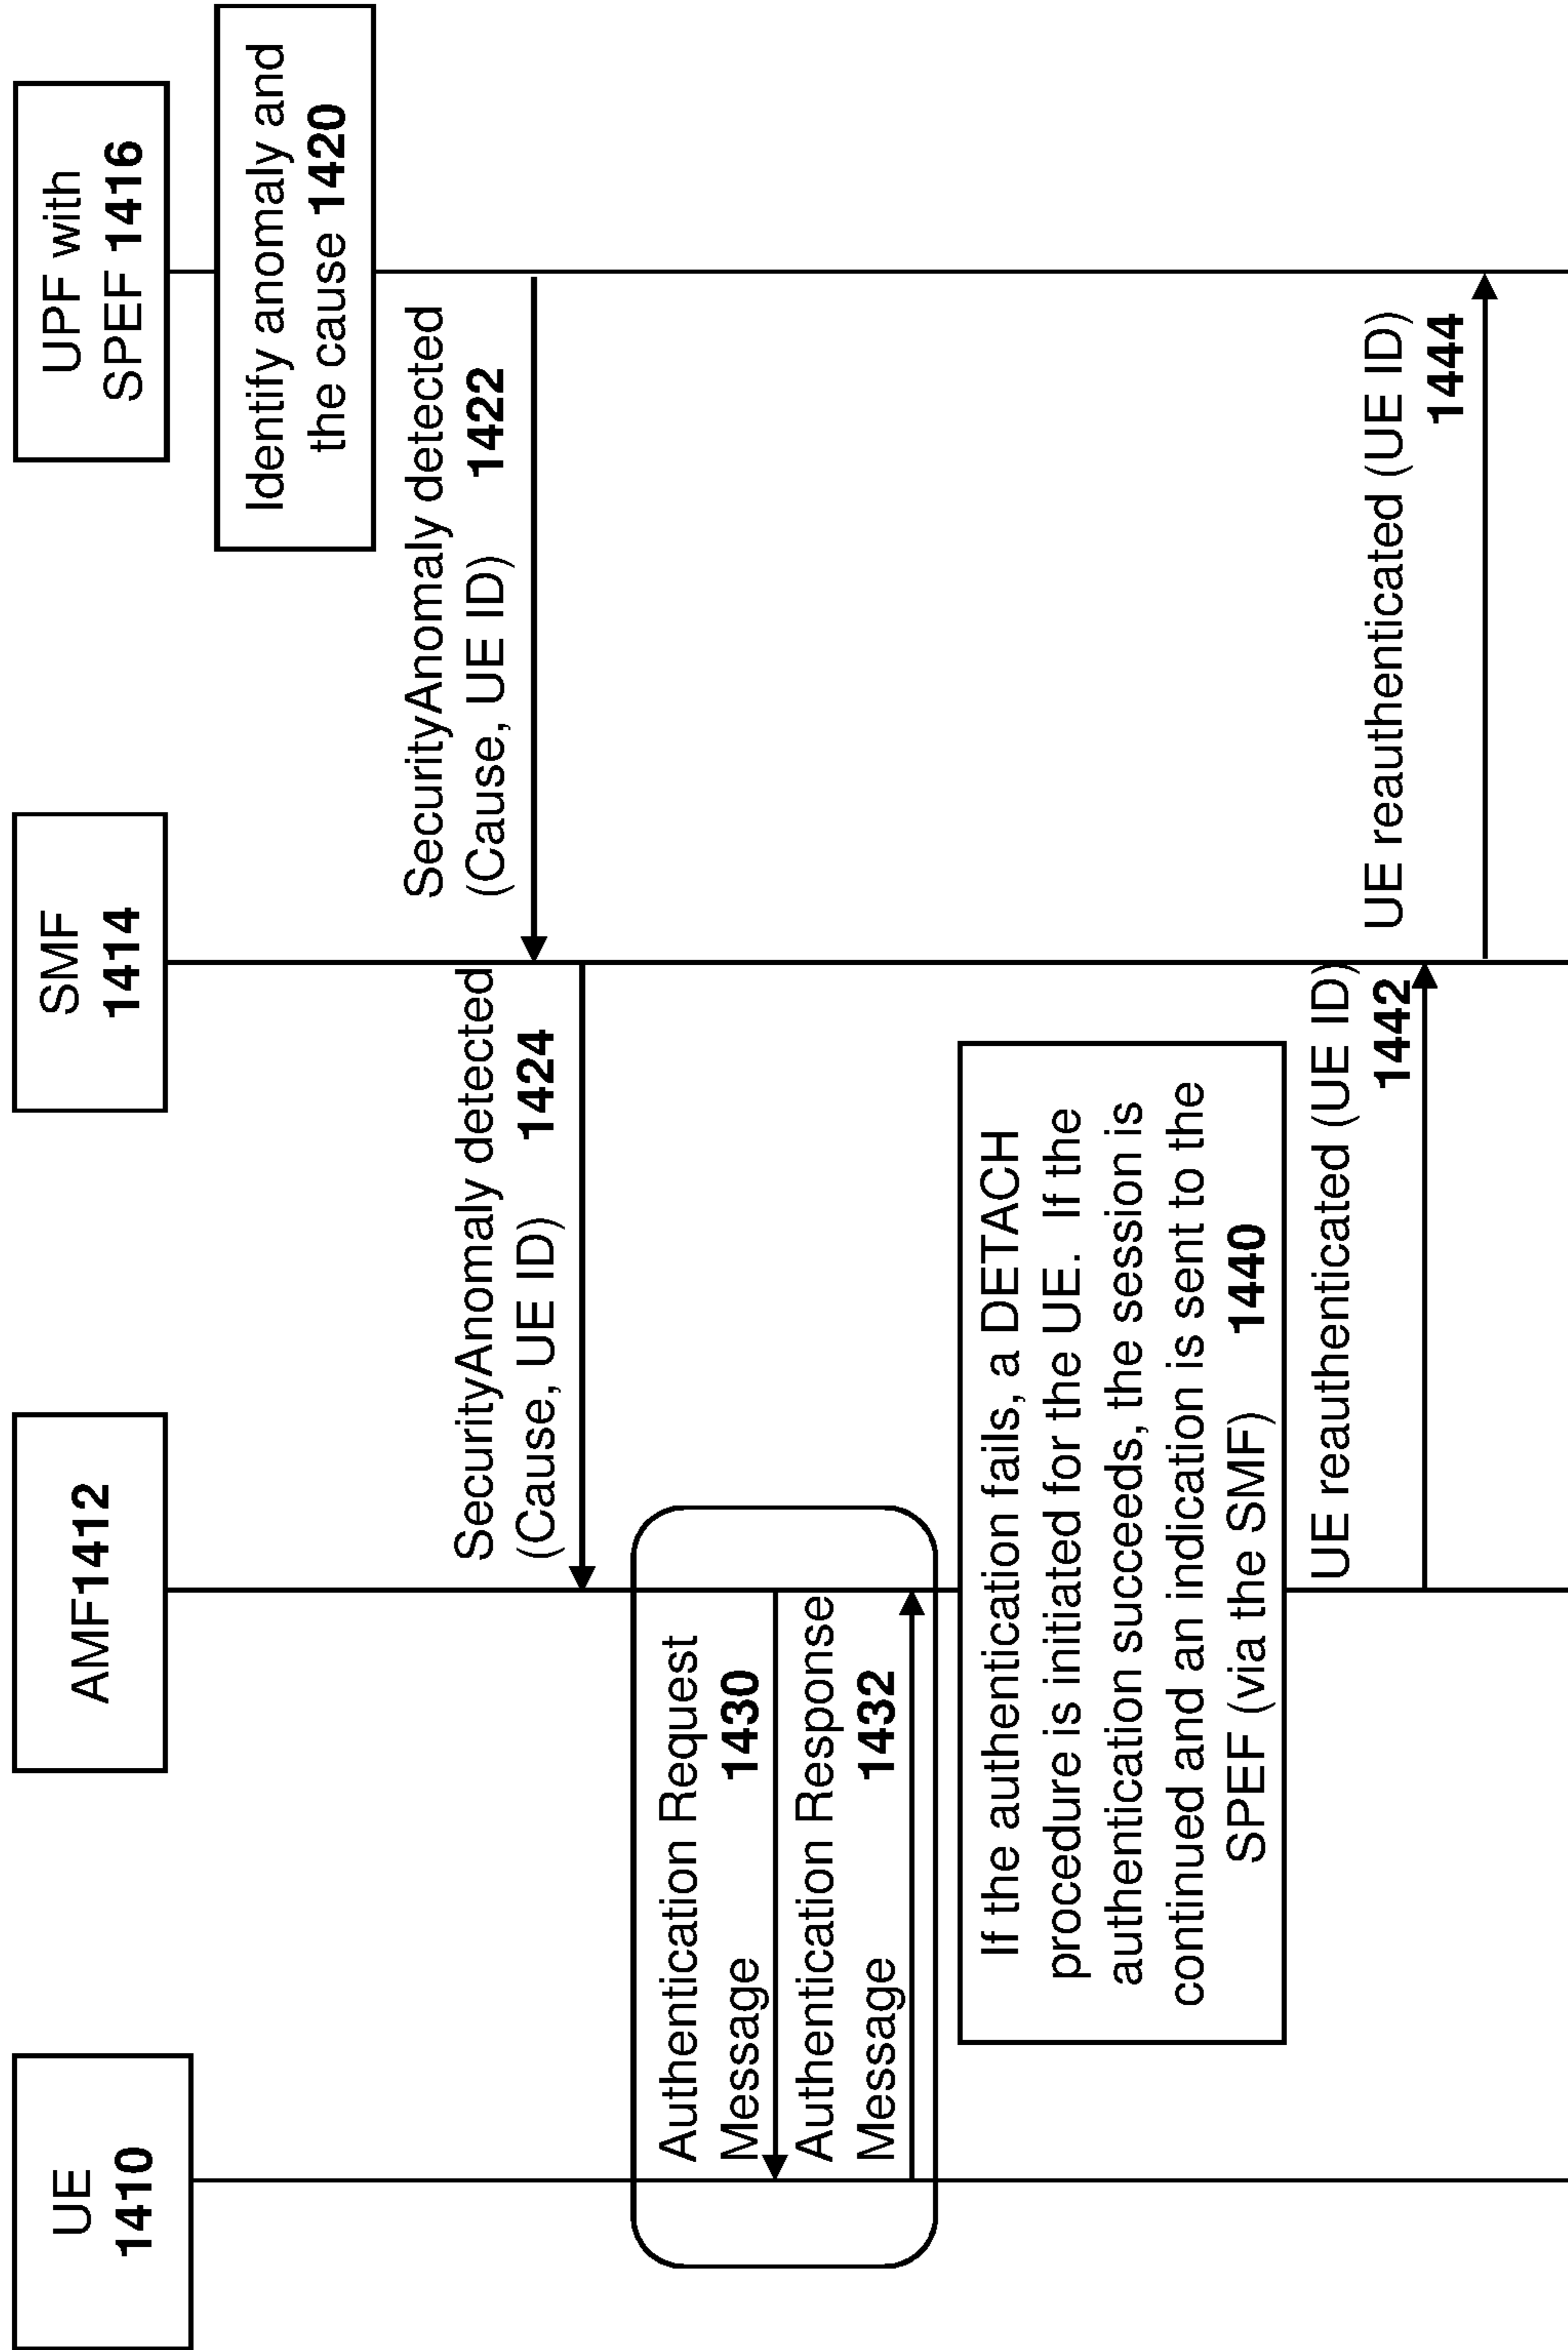 UE
1410
AMF1412
SMF
1414
UPF with
SPEF 1416
Identify anomaly and
the cause 1420
SecurityAnomaly detected
(Cause, UE ID) 1422
SecurityAnomaly detected
(Cause, UE ID) 1424
Authentication Request
Message 1430
Authentication Response
Message 1432
If the authentication fails, a DETACH
procedure is initiated for the UE. If the
authentication succeeds, the session is
continued and an indication is sent to the
SPEF (via the SMF) 1440
UE reauthenticated (UE ID)
1442
UE reauthenticated (UE ID)
1444